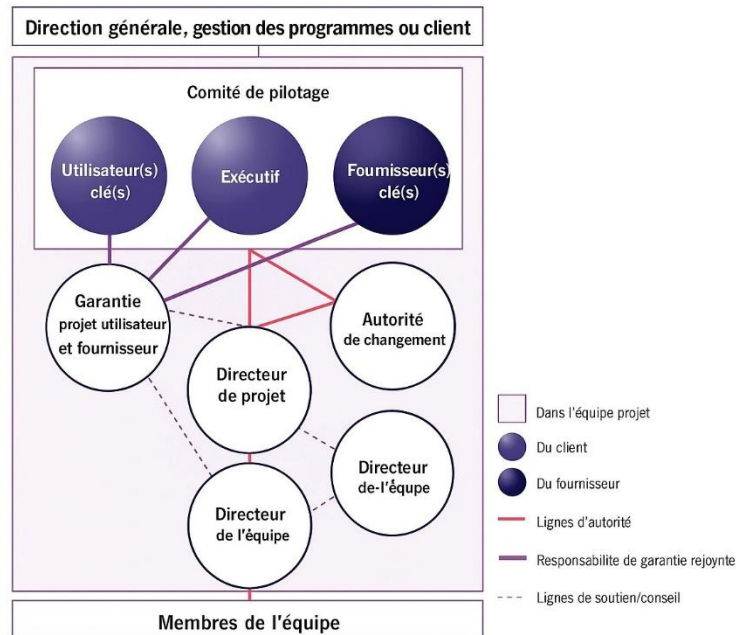 Direction générale, gestion des programmes ou client
Comité de pilotage
Utilisateur(s)
clé(s)
Exécutif
Foumisseur(s)
clé(s)
Garantie
projet utilisateur
et fournisseur
Autorité
de changement
Directeur
de projet
Directeur
de-l'équpe
Directeur
de l'équipe
Membres de l'équipe
Dans l'équipe projet
Du client
Du fournisseur
Lignes d'autorité
Responsabilite de garantie rejoynte
Lignes de soutien/conseil